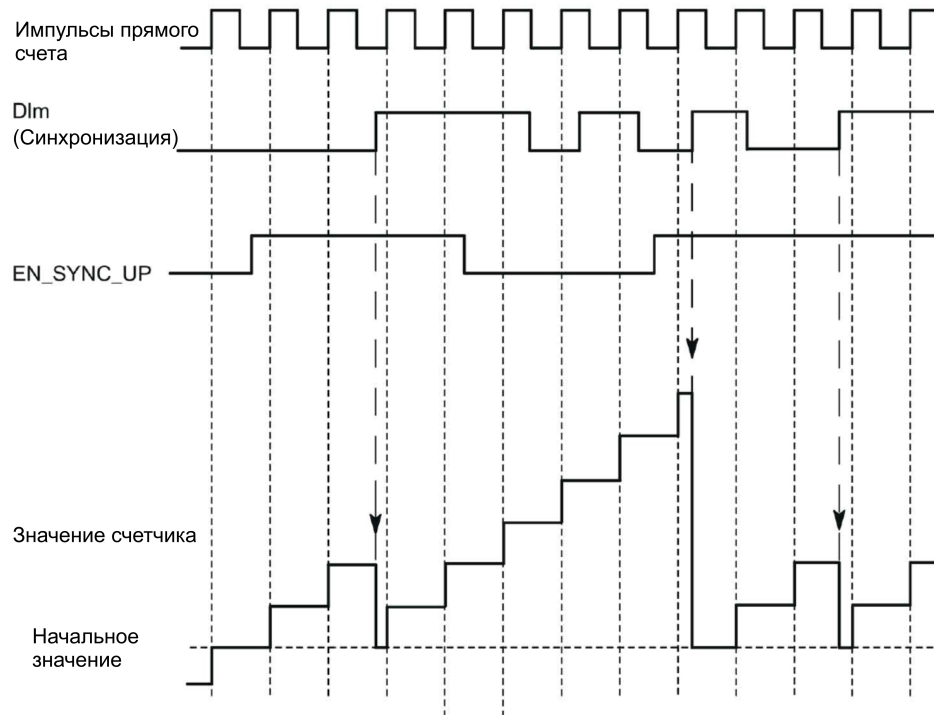 Импульсы прямого
счета
DIm
(Синхронизация)
EN_SYNC_UP
Значение счетчика
Начальное
значение